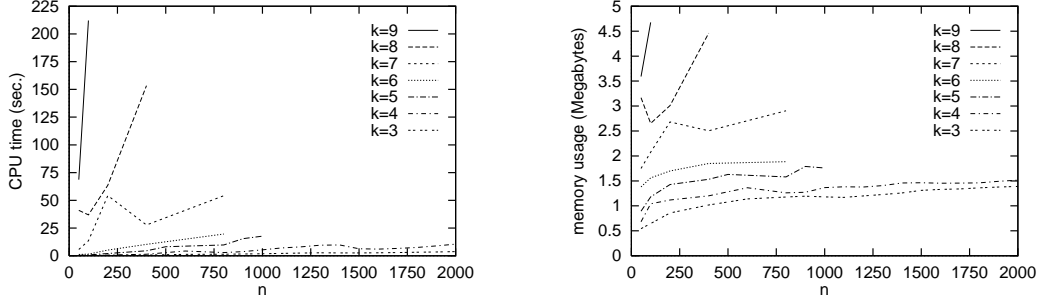 225
200
175
150
125
100
75
50
25
0
CPU time (sec.)
k=9
k=8
k=7
k=6
k=5
k=4
k=3
0 250 500 750 1000 1250 1500 1750 2000
n
5
4.5
4
3.5
3
2.5
2
1.5
1
0.5
0
memory usage (Megabytes)
k=9
k=8
k=7
k=6
k=5
k=4
k=3
0 250 500 750 1000 1250 1500 1750 2000
n